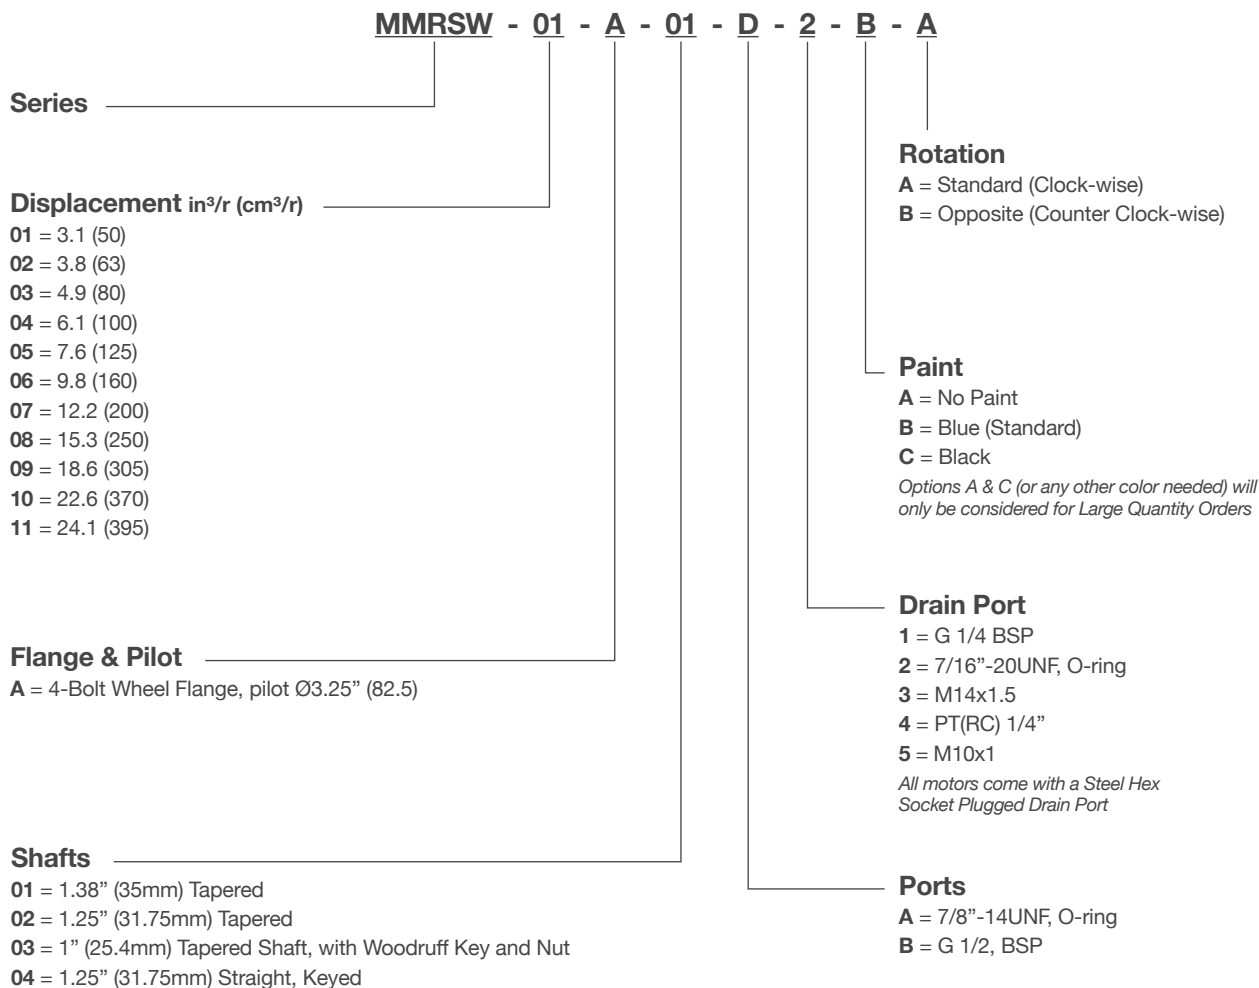 MMRSW - 01 - A - 01 - D - 2 - B - A
Series
Displacement in³/r (cm³/r)
01 = 3.1 (50)
02 = 3.8 (63)
03 = 4.9 (80)
04 = 6.1 (100)
05 = 7.6 (125)
06 = 9.8 (160)
07 = 12.2 (200)
08 = 15.3 (250)
09 = 18.6 (305)
10 = 22.6 (370)
11 = 24.1 (395)
Flange & Pilot
A = 4-Bolt Wheel Flange, pilot Ø3.25” (82.5)
Shafts
01 = 1.38” (35mm) Tapered
02 = 1.25” (31.75mm) Tapered
03 = 1” (25.4mm) Tapered Shaft, with Woodruff Key and Nut
04 = 1.25” (31.75mm) Straight, Keyed
Rotation
A = Standard (Clock-wise)
B = Opposite (Counter Clock-wise)
Paint
A = No Paint
B = Blue (Standard)
C = Black
Options A & C (or any other color needed) will
only be considered for Large Quantity Orders
Drain Port
1 = G 1/4 BSP
2 = 7/16”-20UNF, O-ring
3 = M14x1.5
4 = PT(RC) 1/4”
5 = M10x1
All motors come with a Steel Hex
Socket Plugged Drain Port
Ports
A = 7/8”-14UNF, O-ring
B = G 1/2, BSP